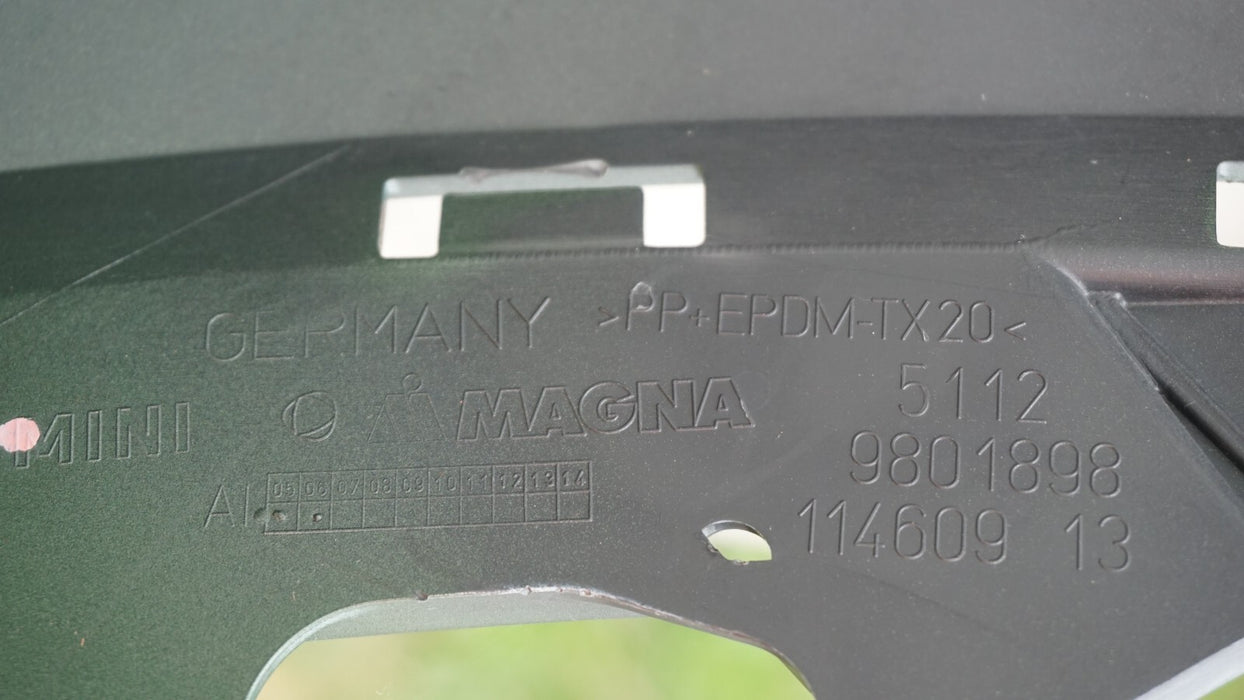 GERMANY >PP+EPDM-TX20<
MINI MAGNA 5112
9801898
AI 05 06 07 08 09 10 11 12 13 14
114609 13